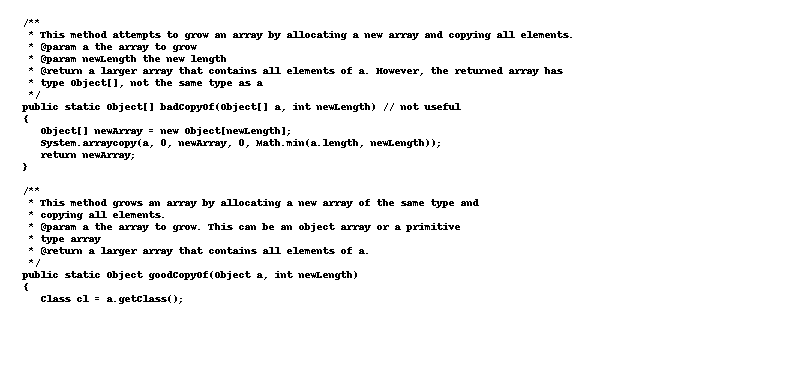 /**
 * This method attempts to grow an array by allocating a new array and copying all elements.
 * @param a the array to grow
 * @param newLength the new length
 * @return a larger array that contains all elements of a. However, the returned array has
 * type Object[], not the same type as a
 */
public static Object[] badCopyOf(Object[] a, int newLength) // not useful
{
   Object[] newArray = new Object[newLength];
   System.arraycopy(a, 0, newArray, 0, Math.min(a.length, newLength));
   return newArray;
}

/**
 * This method grows an array by allocating a new array of the same type and
 * copying all elements.
 * @param a the array to grow. This can be an object array or a primitive
 * type array
 * @return a larger array that contains all elements of a.
 */
public static Object goodCopyOf(Object a, int newLength)
{
   Class cl = a.getClass();